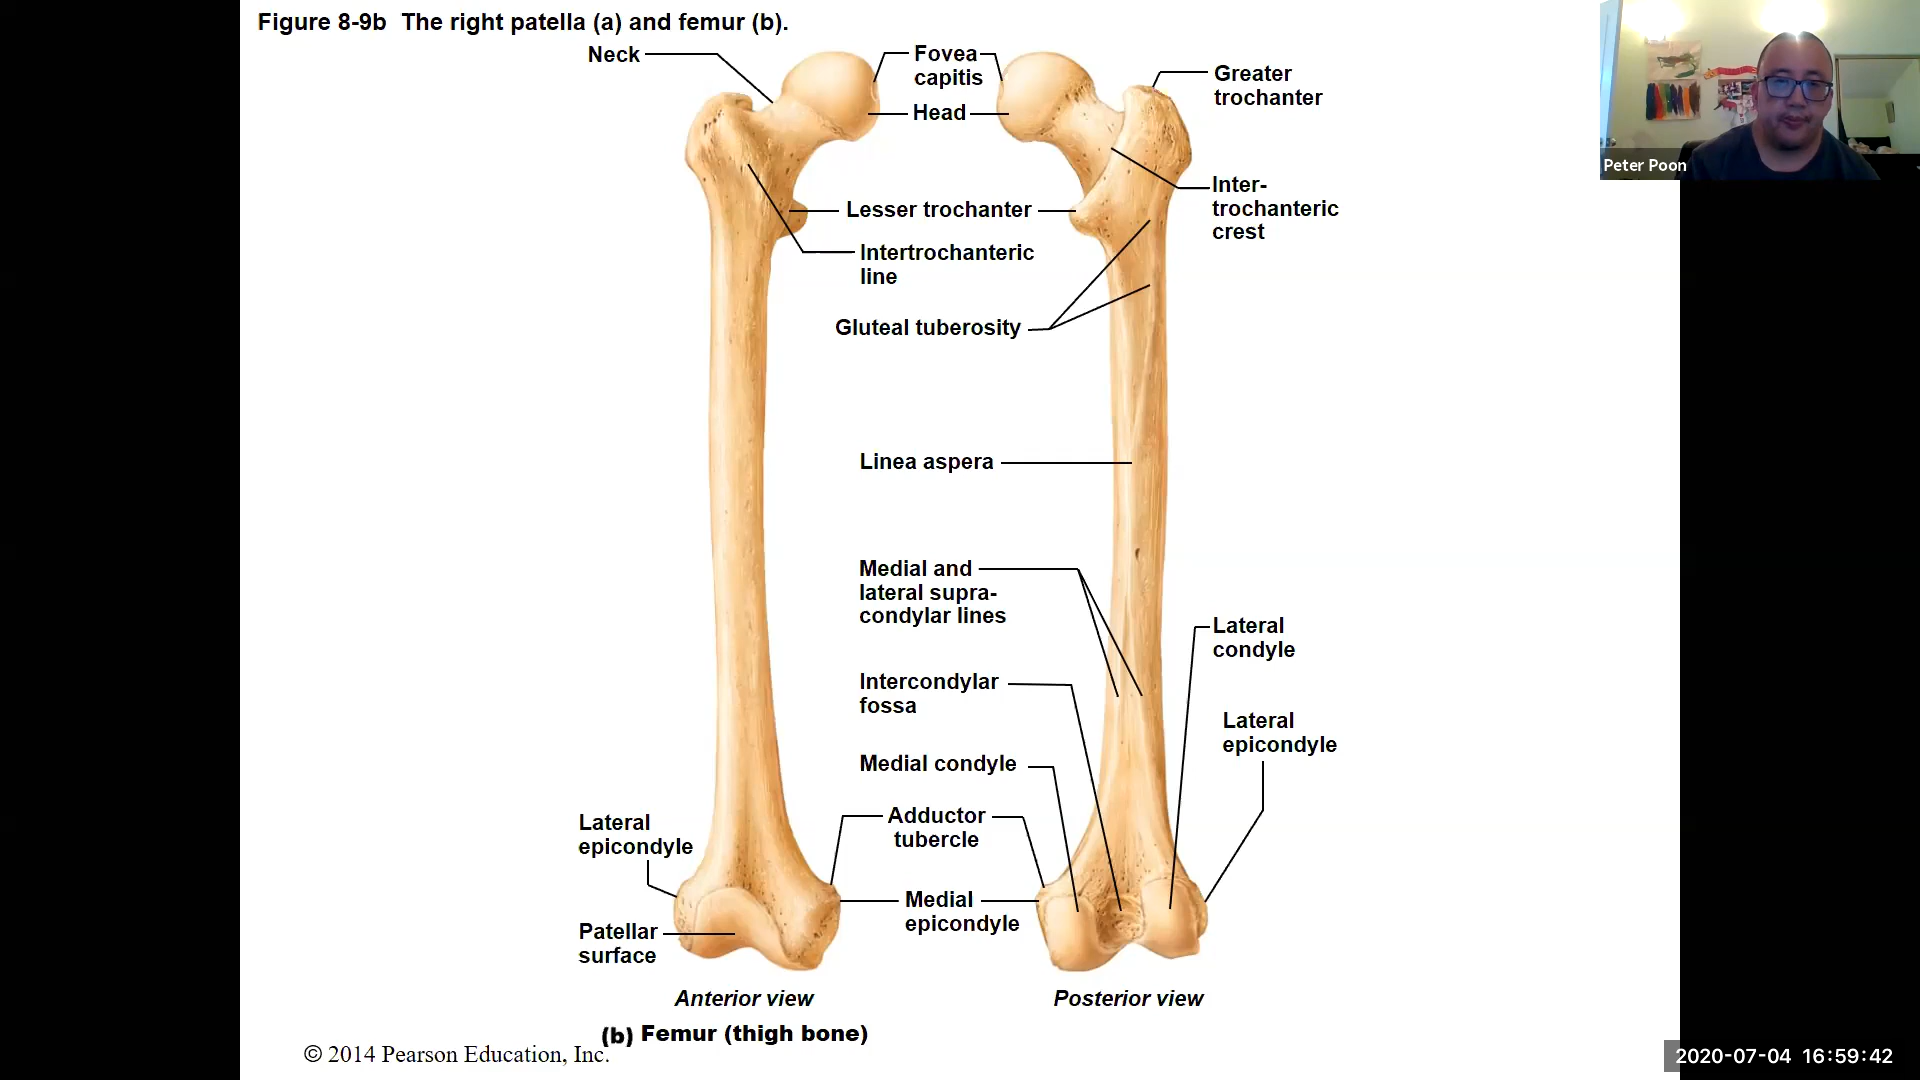 Figure 8-9b The right patella (a) and femur (b).
Neck
Fovea
capitis
Head
Greater
trochanter
Inter-
trochanteric
crest
Lesser trochanter
Intertrochanteric
line
Gluteal tuberosity
Linea aspera
Medial and
lateral supra-
condylar lines
Lateral
condyle
Intercondylar
fossa
Lateral
epicondyle
Medial condyle
Adductor
tubercle
Lateral
epicondyle
Medial
epicondyle
Patellar
surface
Anterior view
Posterior view
(b) Femur (thigh bone)
© 2014 Pearson Education, Inc.
Peter Poon
2020-07-04 16:59:42